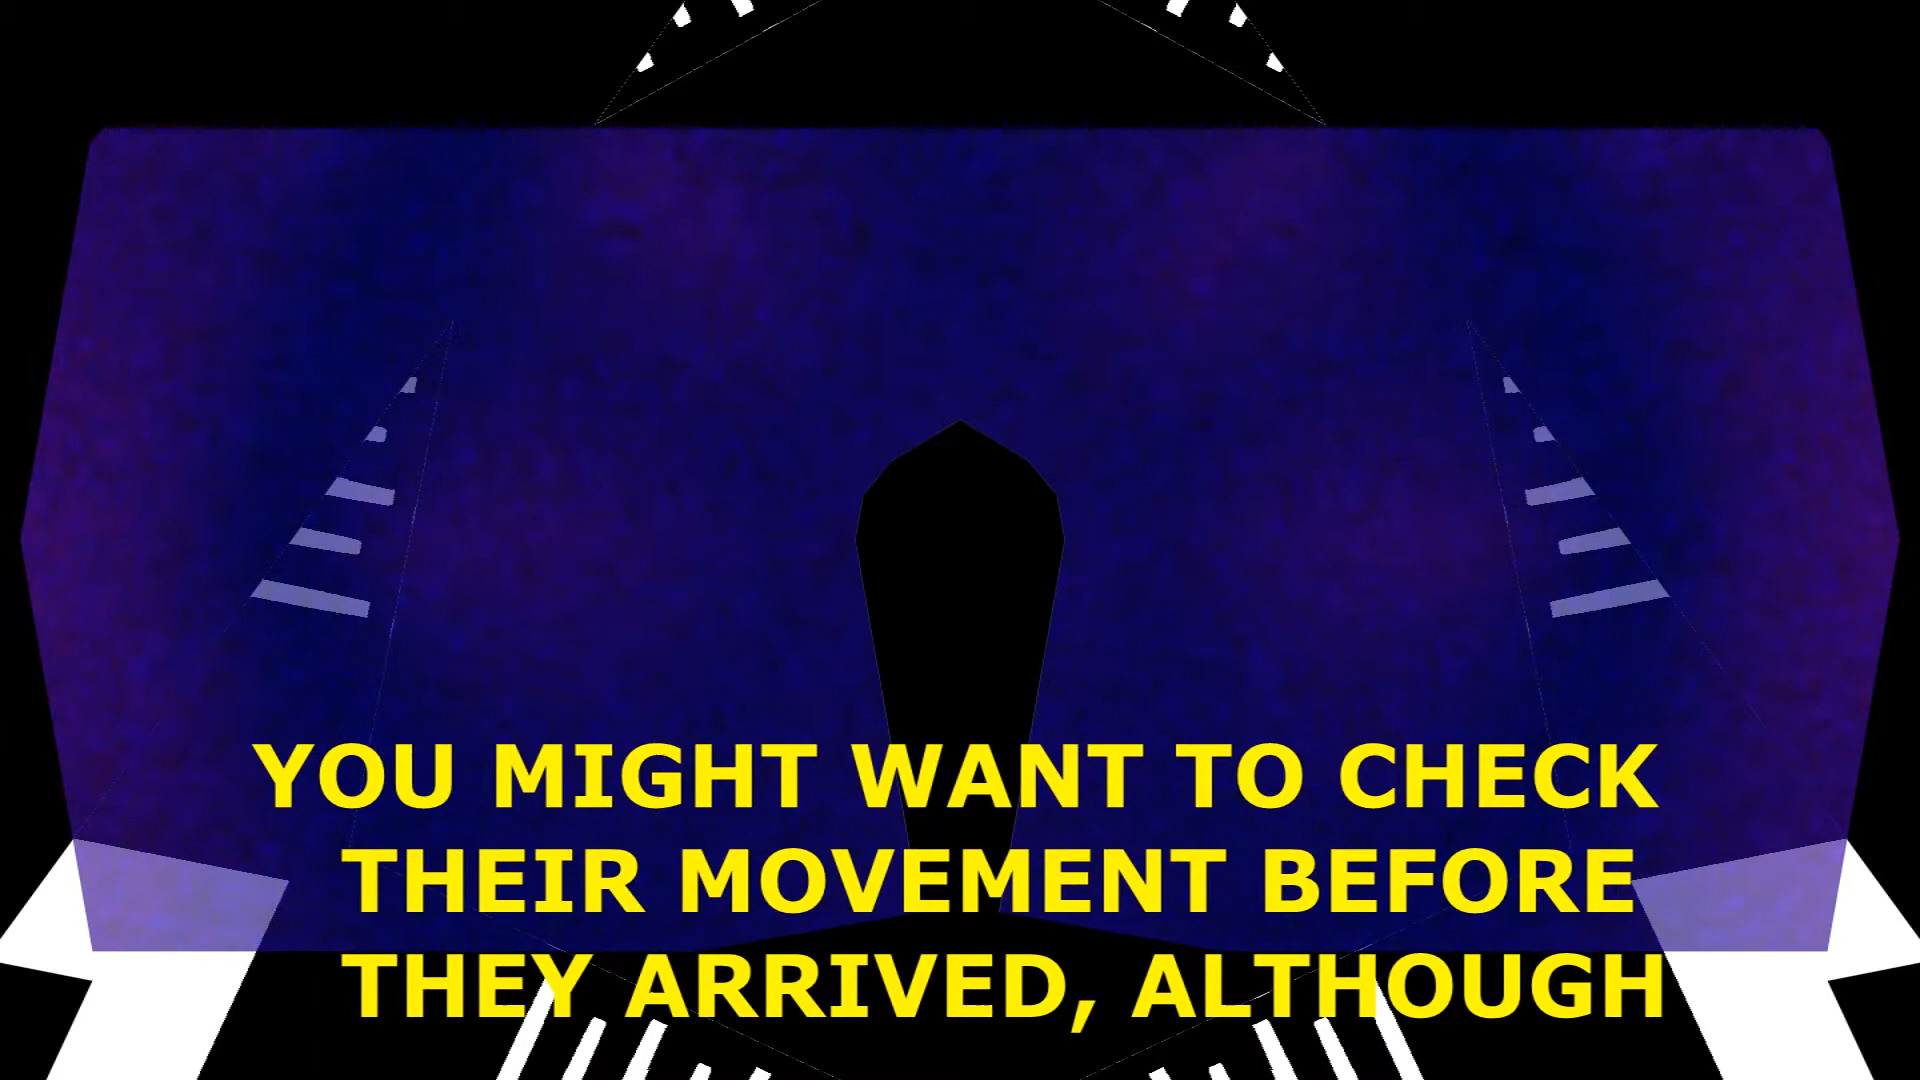 YOU MIGHT WANT TO CHECK
THEIR MOVEMENT BEFORE
THEY ARRIVED, ALTHOUGH